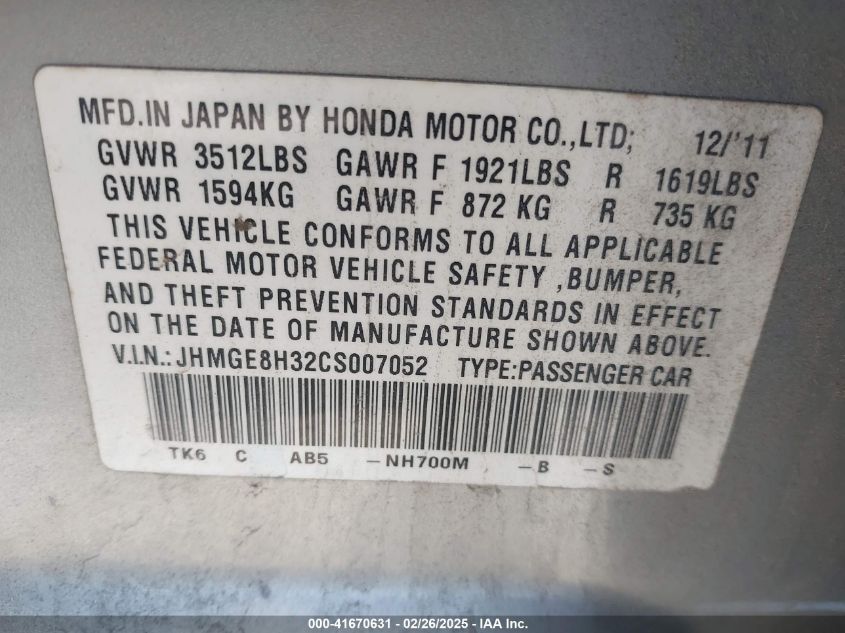 MFD.IN JAPAN BY HONDA MOTOR CO.,LTD; 12/'11
GVWR 3512LBS GAWR F 1921LBS R 1619LBS
GVWR 1594KG GAWR F 872 KG R 735 KG
THIS VEHICLE CONFORMS TO ALL APPLICABLE
FEDERAL MOTOR VEHICLE SAFETY ,BUMPER,
AND THEFT PREVENTION STANDARDS IN EFFECT
ON THE DATE OF MANUFACTURE SHOWN ABOVE.
V.I.N.: JHMGE8H32CS007052 TYPE:PASSENGER CAR
TK6 C AB5 -NH700M -B -S
000-41670631 - 02/26/2025 - IAA Inc.